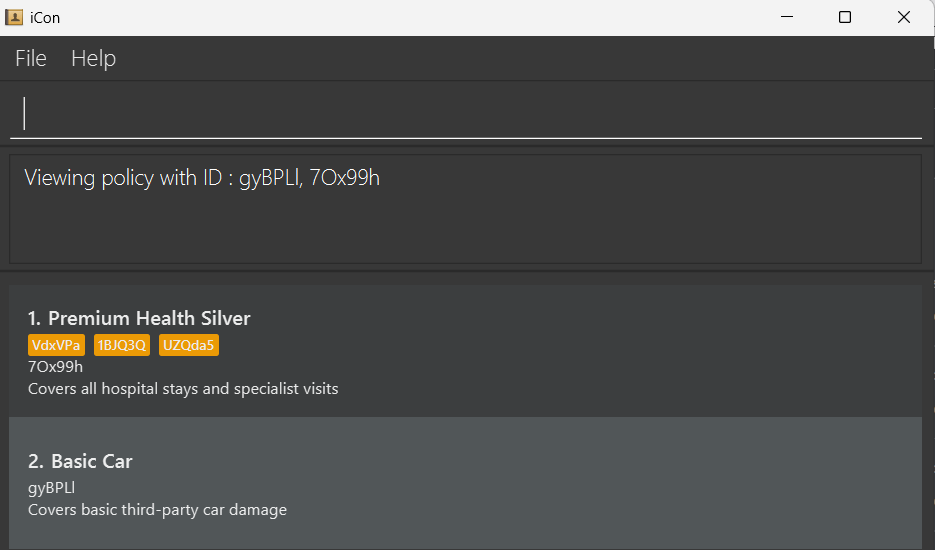 iCon
File Help
Viewing policy with ID : gyBPLl, 7Ox99h
1. Premium Health Silver
VdxVPa 1BJQ3Q UZQda5
7Ox99h
Covers all hospital stays and specialist visits
2. Basic Car
gyBPLl
Covers basic third-party car damage